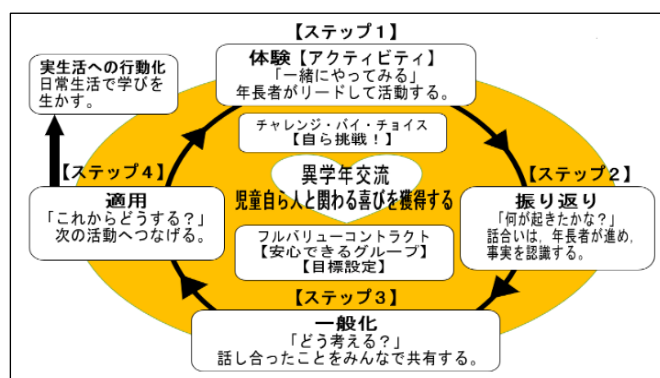 【ステップ１】
体験【アクティビティ】
「一緒にやってみる」
年長者がリードして活動する。
実生活への行動化
日常生活で学びを
生かす。
チャレンジ・バイ・チョイス
【自ら挑戦！】
【ステップ４】
適用
「これからどうする？」
次の活動へつなげる。
異学年交流
児童自ら人と関わる喜びを獲得する
【ステップ２】
振り返り
「何が起きたかな？」
話合いは，年長者が進め，
事実を認識する。
フルバリューコントラクト
【安心できるグループ】
【目標設定】
【ステップ３】
一般化
「どう考える？」
話し合ったことをみんなで共有する。